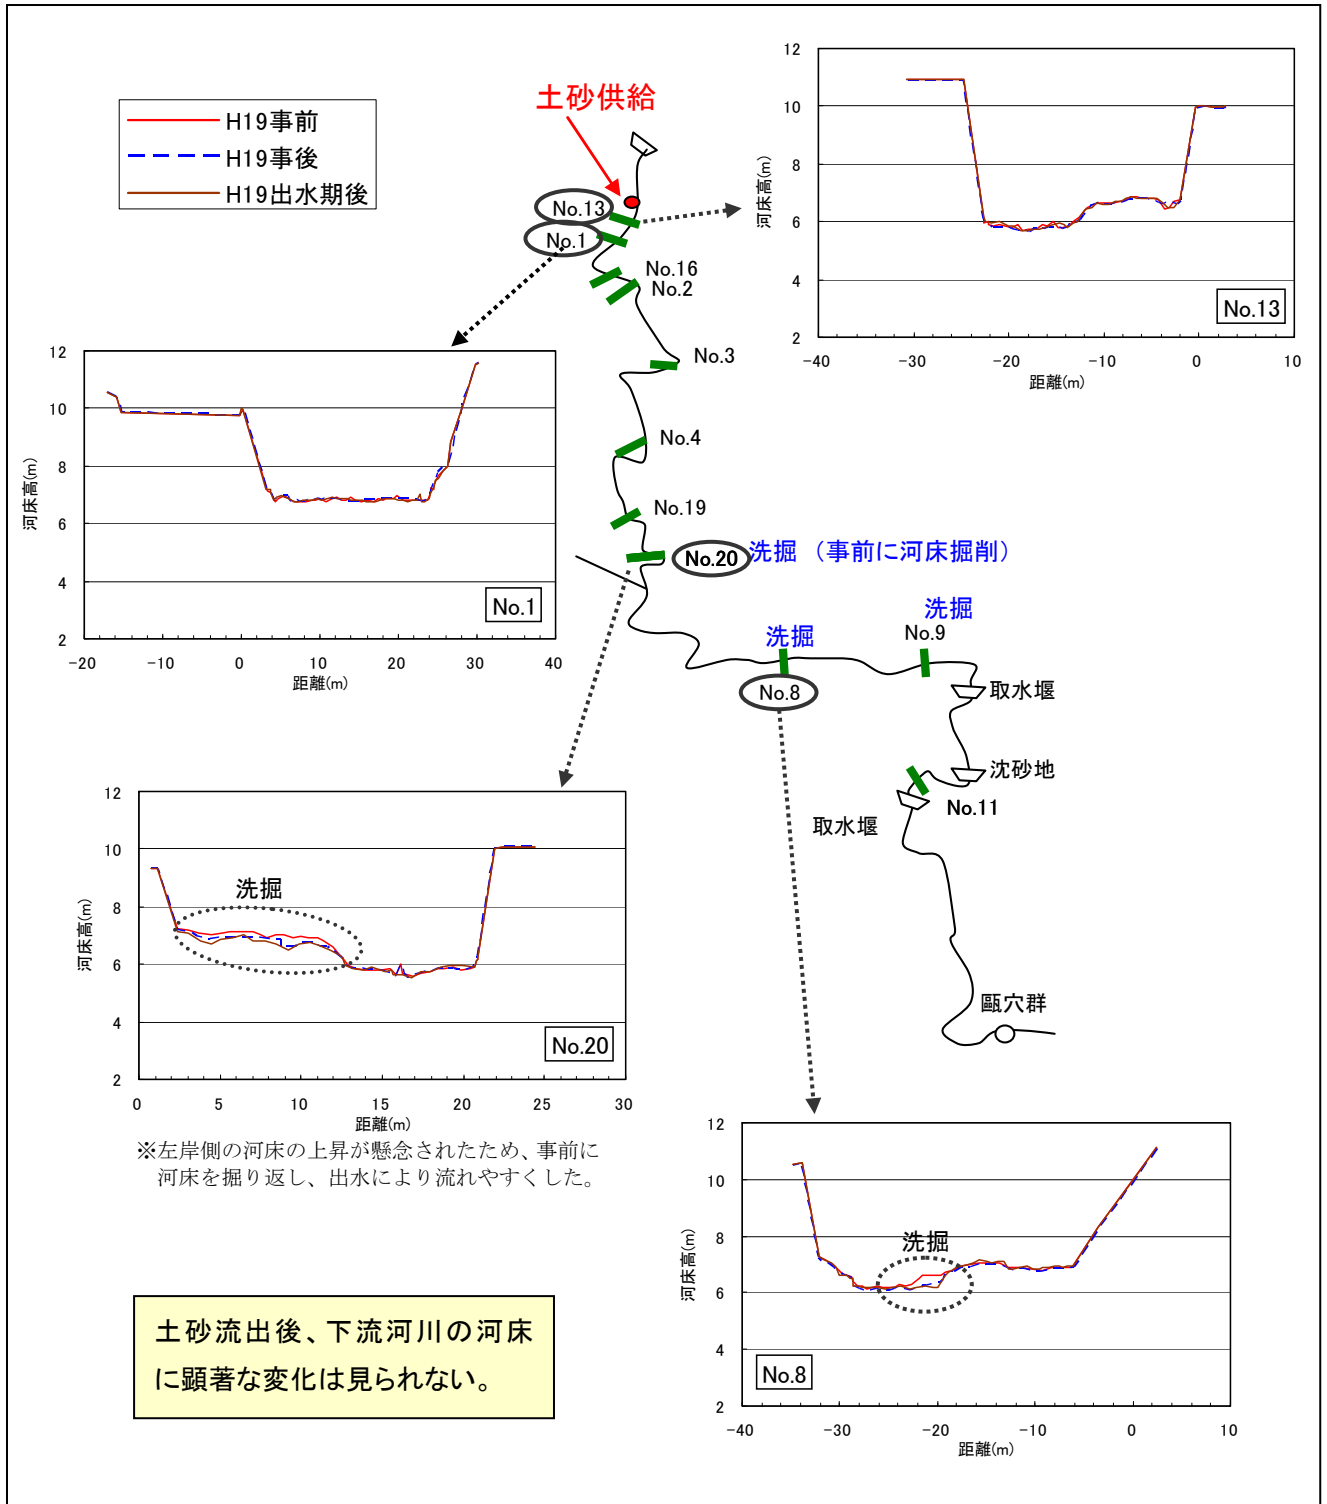 H19事前
H19事後
H19出水期後
土砂供給
No.13
No.1
No.16
No.2
No.3
No.4
No.19
No.20
洗掘 （事前に河床掘削）
洗掘
No.8
洗掘
No.9
取水堰
沈砂地
No.11
取水堰
甌穴群
12
10
8
6
4
2
河床高(m)
-40 -30 -20 -10 0 10
距離(m)
No.13
12
10
8
6
4
2
河床高(m)
-20 -10 0 10 20 30 40
距離(m)
No.1
12
10
8
6
4
2
河床高(m)
洗掘
0 5 10 15 20 25 30
距離(m)
No.20
※左岸側の河床の上昇が懸念されたため、事前に
河床を掘り返し、出水により流れやすくした。
12
10
8
6
4
2
河床高(m)
洗掘
-40 -30 -20 -10 0 10
距離(m)
No.8
土砂流出後、下流河川の河床
に顕著な変化は見られない。